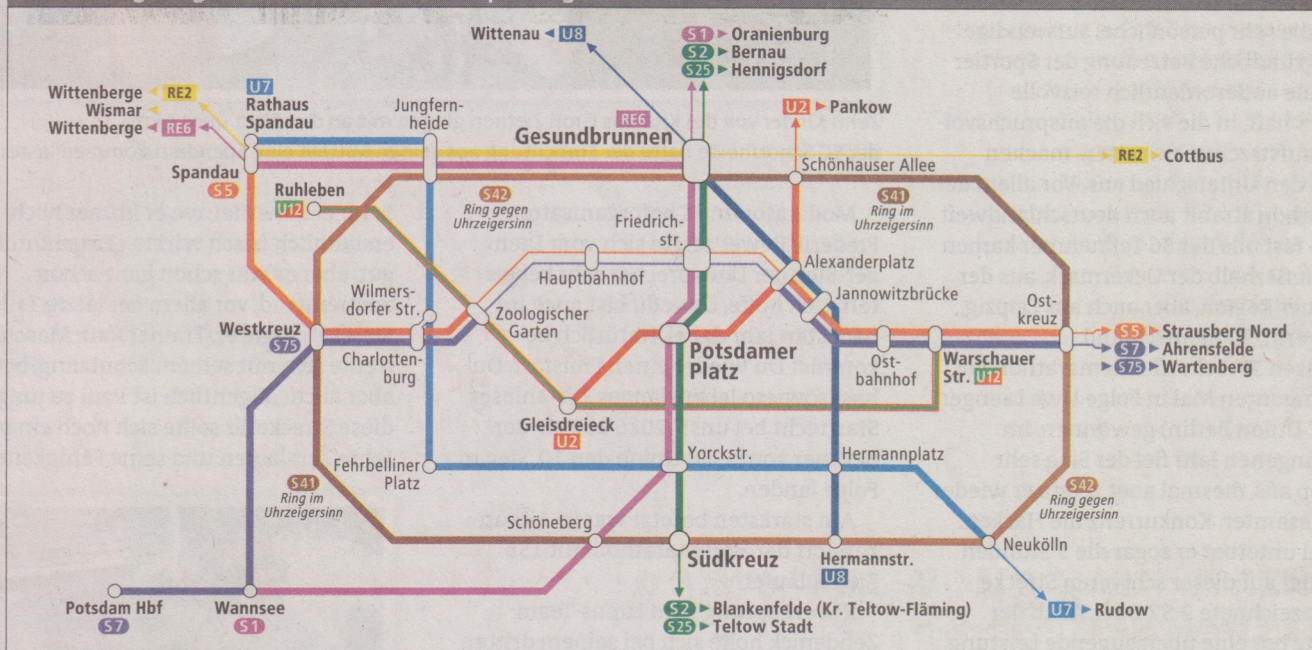 Wittenau U8
S1 Oranienburg
S2 Bernau
S25 Hennigsdorf
Wittenberge RE2
Wismar
Wittenberge RE6
U7
Rathaus
Spandau
Jungfern-
heide
RE6
Gesundbrunnen
U2 Pankow
Schönhauser Allee
RE2 Cottbus
Spandau
S5
Ruhleben
U12
S42
Ring gegen
Uhrzeigersinn
S41
Ring im
Uhrzeigersinn
Friedrich-
str.
Hauptbahnhof
Alexanderplatz
Jannowitzbrücke
Wilmers-
dorfer Str.
Zoologischer
Garten
Ost-
kreuz
Westkreuz
S75
Charlotten-
burg
Potsdamer
Platz
Ost-
bahnhof
Warschauer
Str. U12
S5 Strausberg Nord
S7 Ahrensfelde
S75 Wartenberg
Gleisdreieck
U2
Fehrbelliner
Platz
Yorckstr.
Hermannplatz
S41
Ring im
Uhrzeigersinn
S42
Ring gegen
Uhrzeigersinn
Schöneberg
Südkreuz
Hermannstr.
U8
Neukölln
Potsdam Hbf
S7
Wannsee
S1
S2 Blankenfelde (Kr. Teltow-Fläming)
S25 Teltow Stadt
U7 Rudow